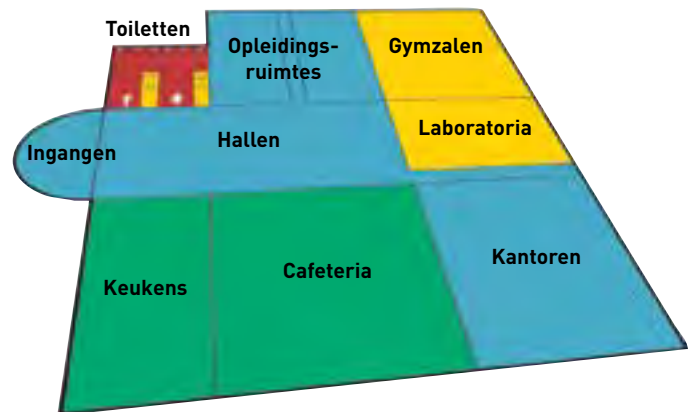 Toiletten
Opleidings-
ruimtes
Gymzalen
Laboratoria
Ingangen
Hallen
Keukens
Cafeteria
Kantoren